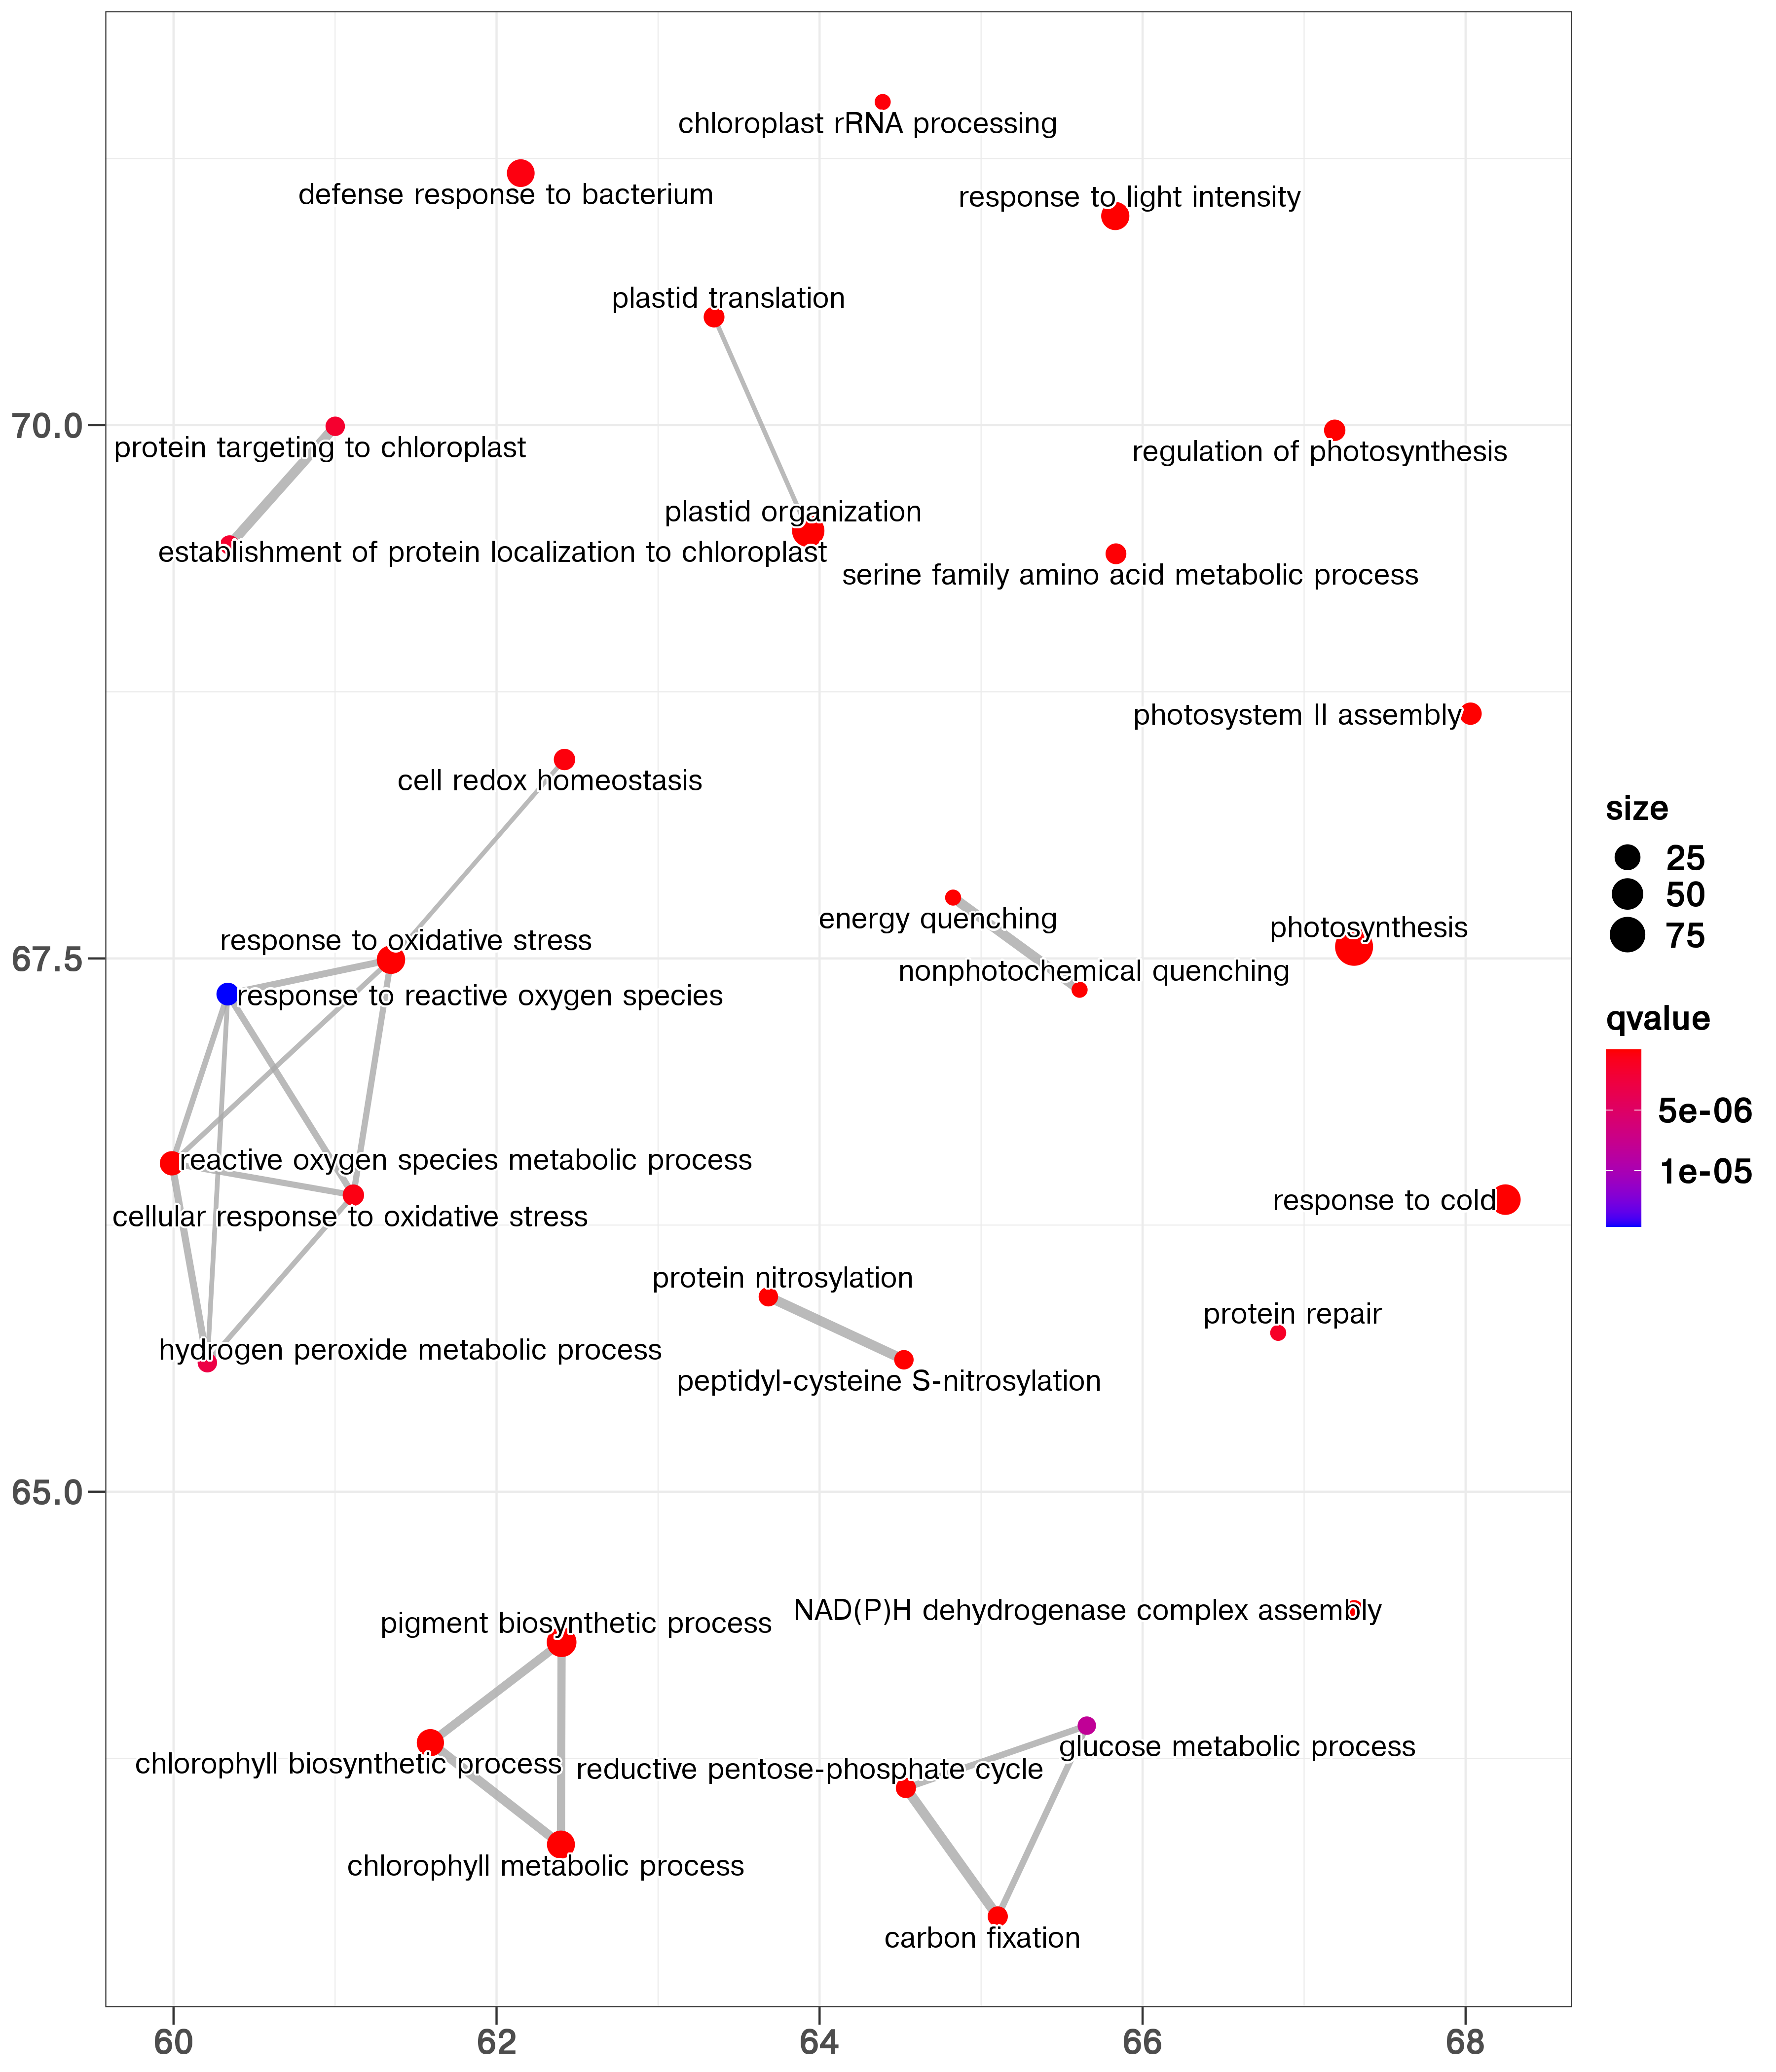 chloroplast rRNA processing
defense response to bacterium
response to light intensity
plastid translation
70.0
protein targeting to chloroplast
regulation of photosynthesis
plastid organization
establishment of protein localization to chloroplast
serine family amino acid metabolic process
photosystem II assembly
cell redox homeostasis
size
25
50
75
energy quenching
photosynthesis
response to oxidative stress
67.5
nonphotochemical quenching
response to reactive oxygen species
qvalue
5e-06
1e-05
reactive oxygen species metabolic process
response to cold
cellular response to oxidative stress
protein nitrosylation
protein repair
hydrogen peroxide metabolic process
peptidyl-cysteine S-nitrosylation
65.0
NAD(P)H dehydrogenase complex assembly
pigment biosynthetic process
glucose metabolic process
chlorophyll biosynthetic process
reductive pentose-phosphate cycle
chlorophyll metabolic process
carbon fixation
60
62
64
66
68